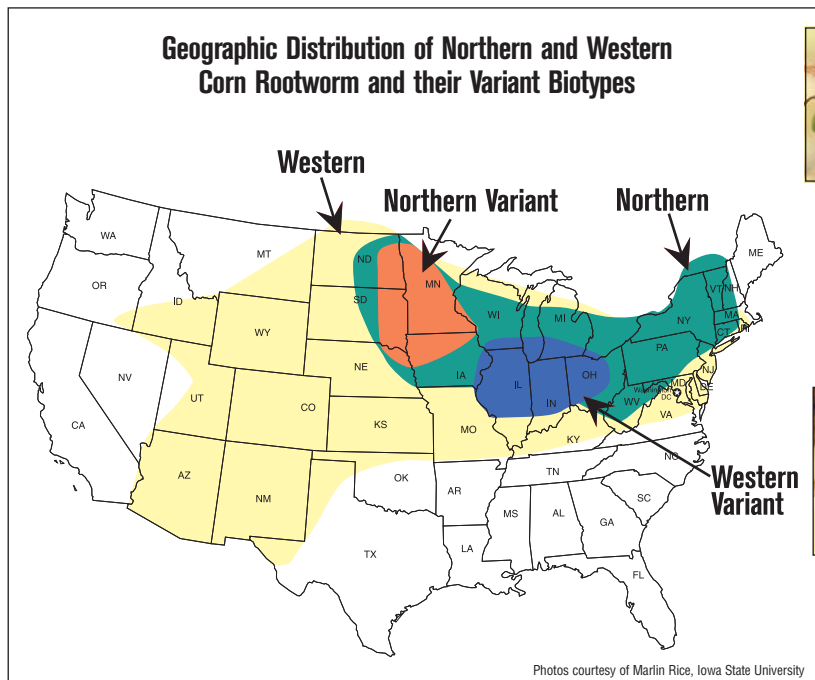 Geographic Distribution of Northern and Western
Corn Rootworm and their Variant Biotypes
Western
Northern Variant
Northern
WA
MT
ND
MN
ME
OR
ID
SD
WI
MI
VT
NH
WY
NY
MA
CT
RI
NV
NE
IA
PA
UT
IL
IN
OH
NJ
CA
CO
Washington
DC
MD
DE
WV
KS
MO
VA
KY
AZ
NM
OK
TN
NC
AR
Western
Variant
SC
MS
AL
GA
TX
LA
FL
Photos courtesy of Marlin Rice, Iowa State University